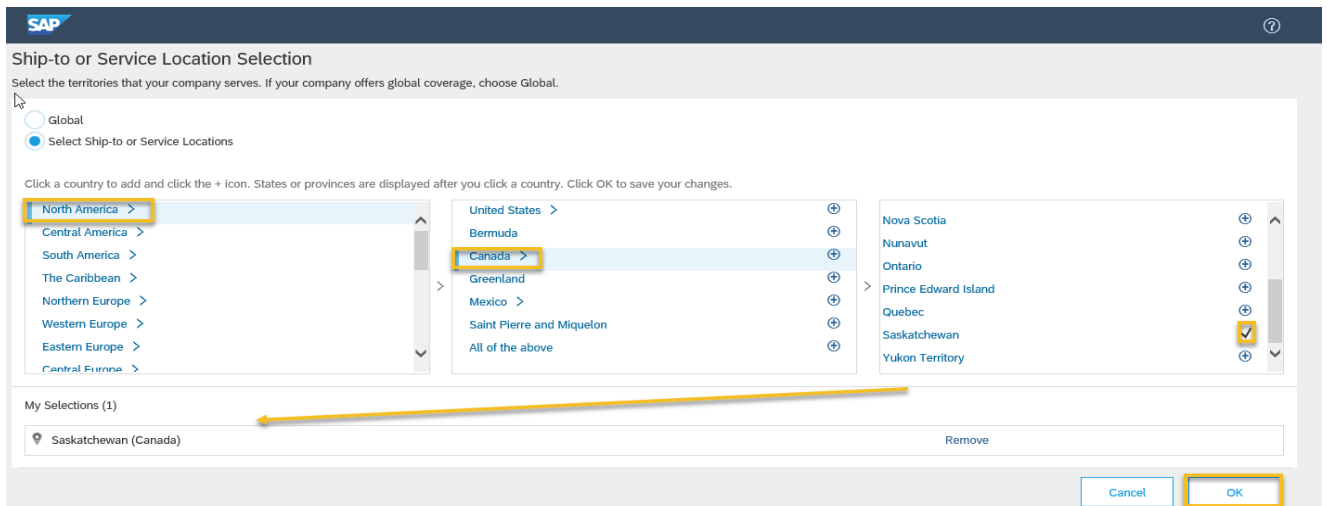 SAP
?
Ship-to or Service Location Selection
Select the territories that your company serves. If your company offers global coverage, choose Global.
Global
Select Ship-to or Service Locations
Click a country to add and click the + icon. States or provinces are displayed after you click a country. Click OK to save your changes.
North America >
Central America >
South America >
The Caribbean >
Northern Europe >
Western Europe >
Eastern Europe >
Central Europe >
>
United States >
Bermuda
Canada >
Greenland
Mexico >
Saint Pierre and Miquelon
All of the above
>
Nova Scotia
Nunavut
Ontario
Prince Edward Island
Quebec
Saskatchewan
Yukon Territory
My Selections (1)
Saskatchewan (Canada) Remove
Cancel OK